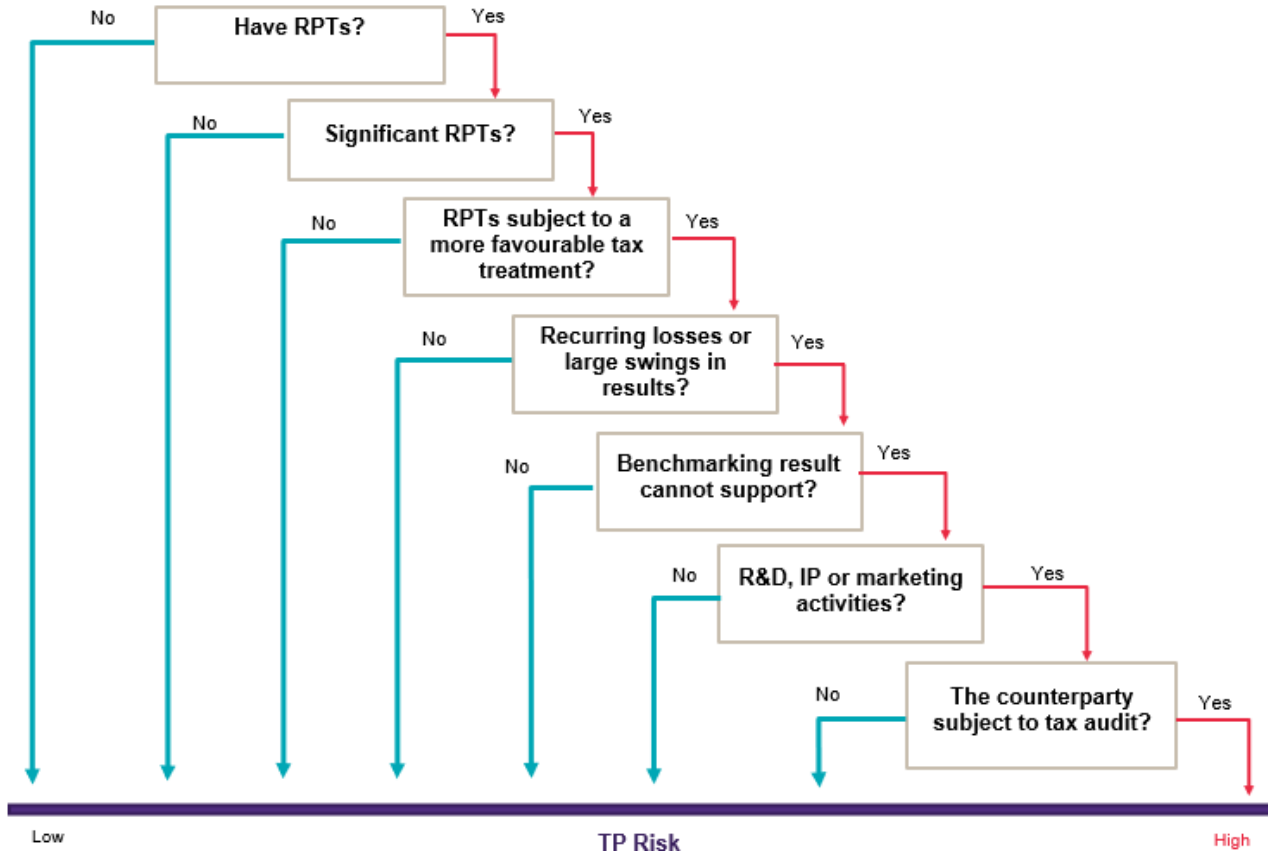 No
Have RPTs?
Yes
No
Significant RPTs?
Yes
No
RPTs subject to a
more favourable tax
treatment?
Yes
No
Recurring losses or
large swings in
results?
Yes
No
Benchmarking result
cannot support?
Yes
No
R&D, IP or marketing
activities?
Yes
No
The counterparty
subject to tax audit?
Yes
Low
TP Risk
High